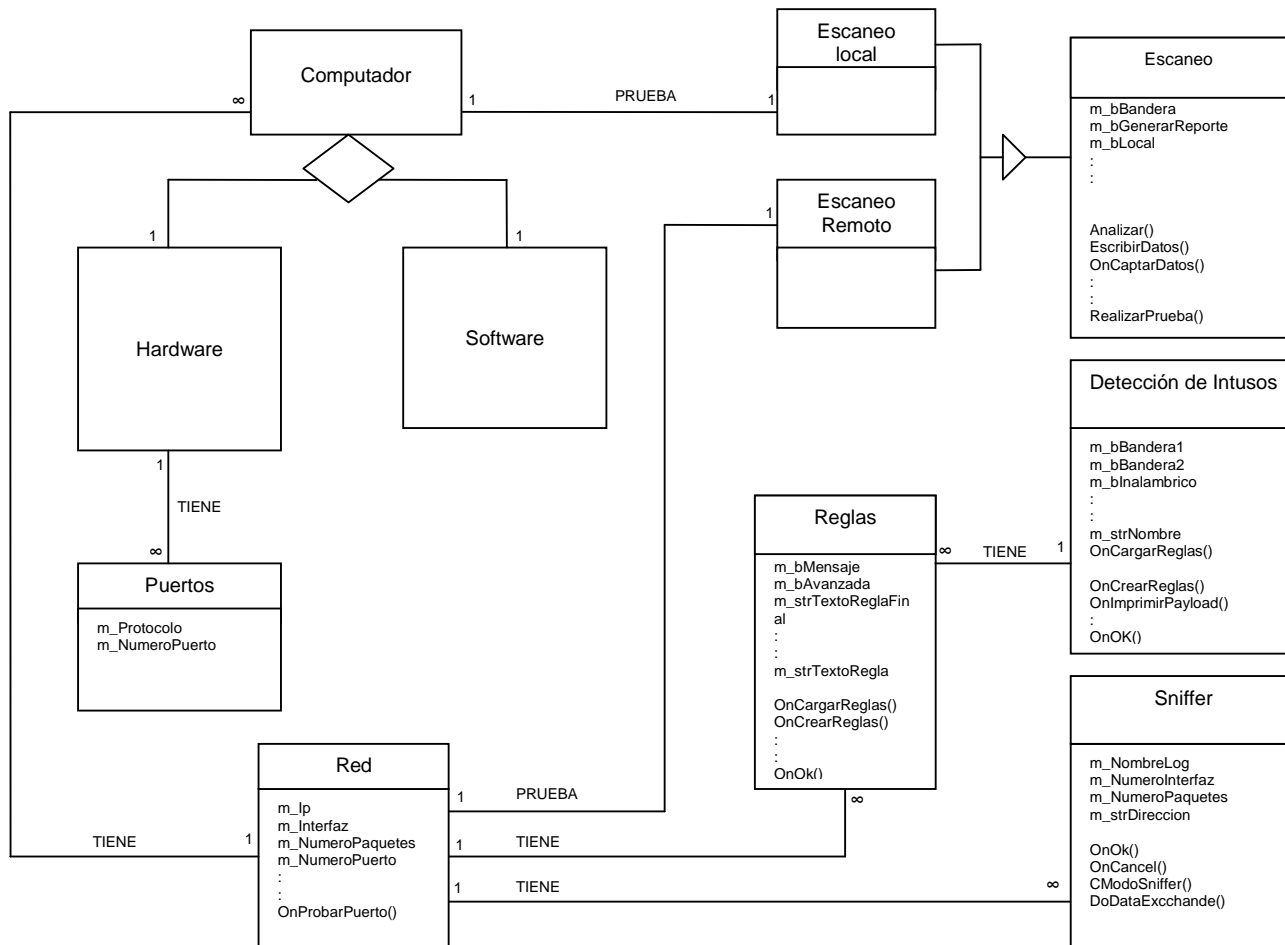 Computador
∞
1
PRUEBA
1
Escaneo
local
Escaneo
m_bBandera
m_bGenerarReporte
m_bLocal
:
:
Analizar()
EscribirDatos()
OnCaptarDatos()
:
:
RealizarPrueba()
1
Escaneo
Remoto
1
1
Hardware
Software
1
TIENE
∞
Puertos
m_Protocolo
m_NumeroPuerto
Detección de Intusos
m_bBandera1
m_bBandera2
m_bInalambrico
:
:
m_strNombre
OnCargarReglas()
OnCrearReglas()
OnImprimirPayload()
:
OnOK()
Reglas
∞
TIENE
1
m_bMensaje
m_bAvanzada
m_strTextoReglaFin
al
:
:
m_strTextoRegla
OnCargarReglas()
OnCrearReglas()
:
:
OnOk()
∞
Sniffer
m_NombreLog
m_NumeroInterfaz
m_NumeroPaquetes
m_strDireccion
OnOk()
OnCancel()
CModoSniffer()
DoDataExcchande()
Red
m_Ip
m_Interfaz
m_NumeroPaquetes
m_NumeroPuerto
:
:
OnProbarPuerto()
TIENE
1
1
PRUEBA
1
TIENE
1
TIENE
∞